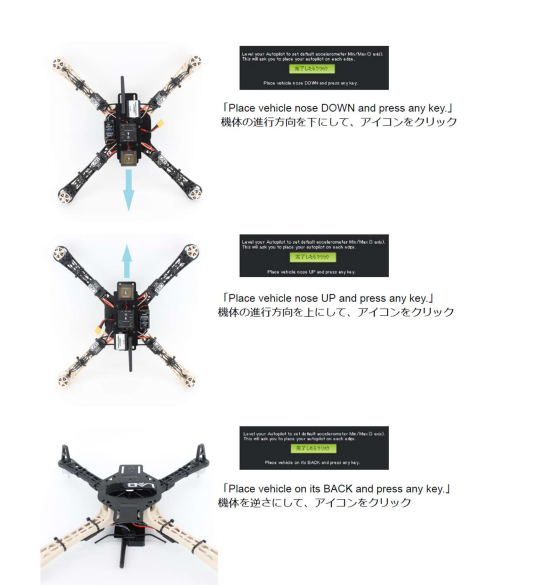 Level your Autopilot to set default accelerometer Min/Max (3 axis).
This will ask you to place your autopilot on each edge.
完了したらクリック
Place vehicle nose DOWN and press any key.
「Place vehicle nose DOWN and press any key.」
機体の進行方向を下にして、アイコンをクリック
Level your Autopilot to set default accelerometer Min/Max (3 axis).
This will ask you to place your autopilot on each edge.
完了したらクリック
Place vehicle nose UP and press any key.
「Place vehicle nose UP and press any key.」
機体の進行方向を上にして、アイコンをクリック
Level your Autopilot to set default accelerometer Min/Max (3 axis).
This will ask you to place your autopilot on each edge.
完了したらクリック
Place vehicle on its BACK and press any key.
「Place vehicle on its BACK and press any key.」
機体を逆さにして、アイコンをクリック